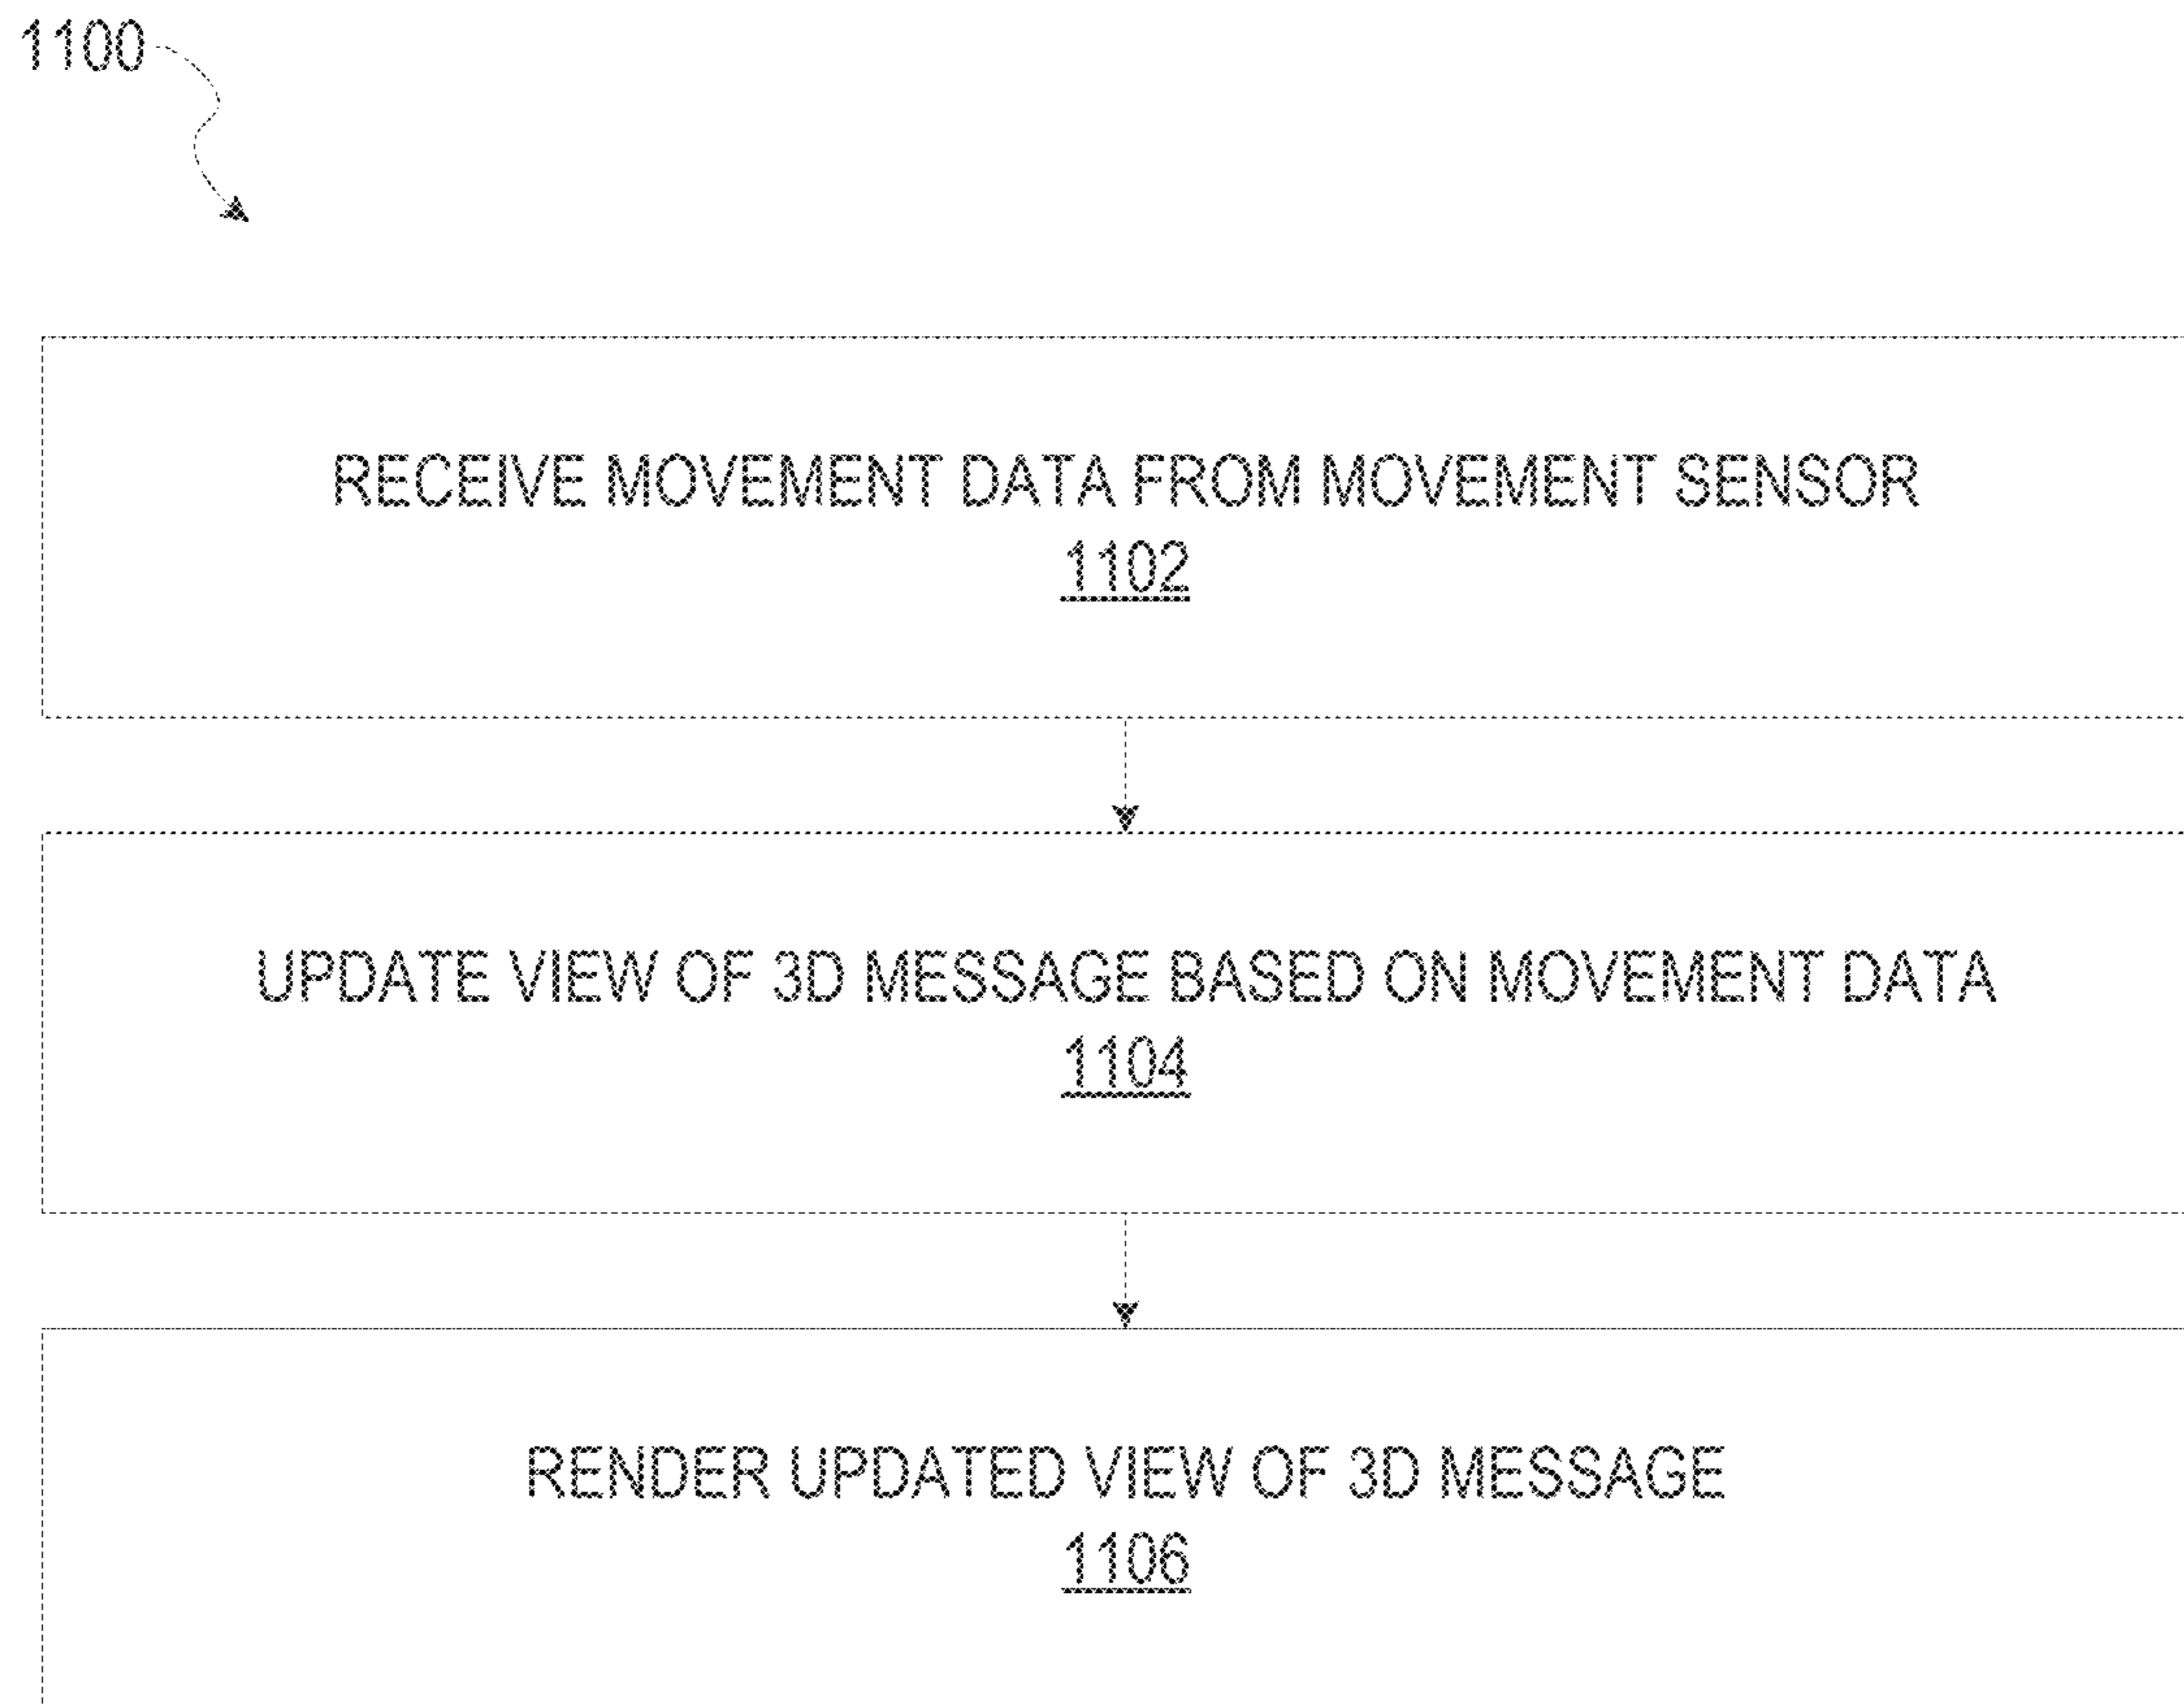 1100
RECEIVE MOVEMENT DATA FROM MOVEMENT SENSOR
1102
UPDATE VIEW OF 3D MESSAGE BASED ON MOVEMENT DATA
1104
RENDER UPDATED VIEW OF 3D MESSAGE
1106